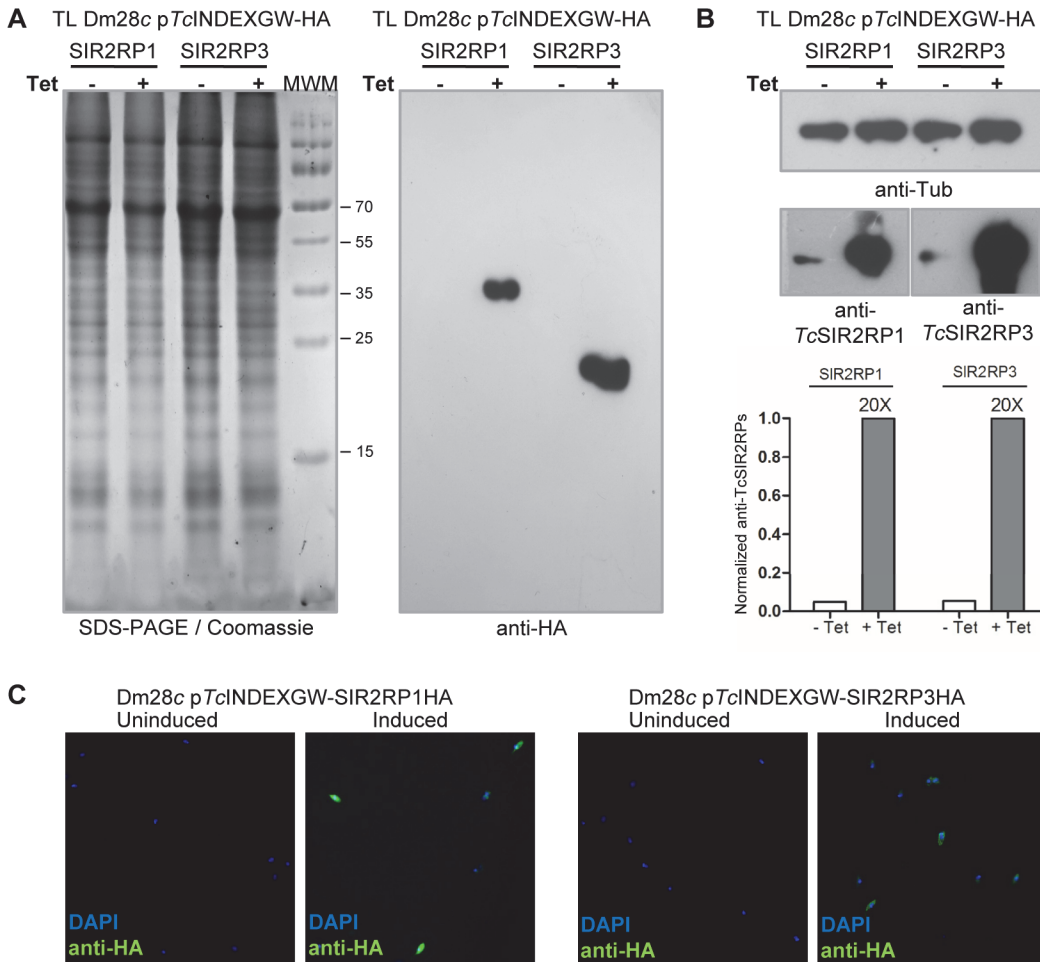 A
TL Dm28c pTcINDEXGW-HA
SIR2RP1 SIR2RP3
Tet - + - + MWM
70
55
35
25
15
SDS-PAGE / Coomassie
TL Dm28c pTcINDEXGW-HA
SIR2RP1 SIR2RP3
Tet - + - +
anti-HA
B
TL Dm28c pTcINDEXGW-HA
SIR2RP1 SIR2RP3
Tet - + - +
anti-Tub
anti-
TcSIR2RP1
anti-
TcSIR2RP3
SIR2RP1 SIR2RP3
20X 20X
Normalized anti-TcSIR2RPs
1.0
0.8
0.6
0.4
0.2
0.0
- Tet + Tet - Tet + Tet
C
Dm28c pTcINDEXGW-SIR2RP1HA
Uninduced Induced
DAPI
anti-HA
DAPI
anti-HA
Dm28c pTcINDEXGW-SIR2RP3HA
Uninduced Induced
DAPI
anti-HA
DAPI
anti-HA